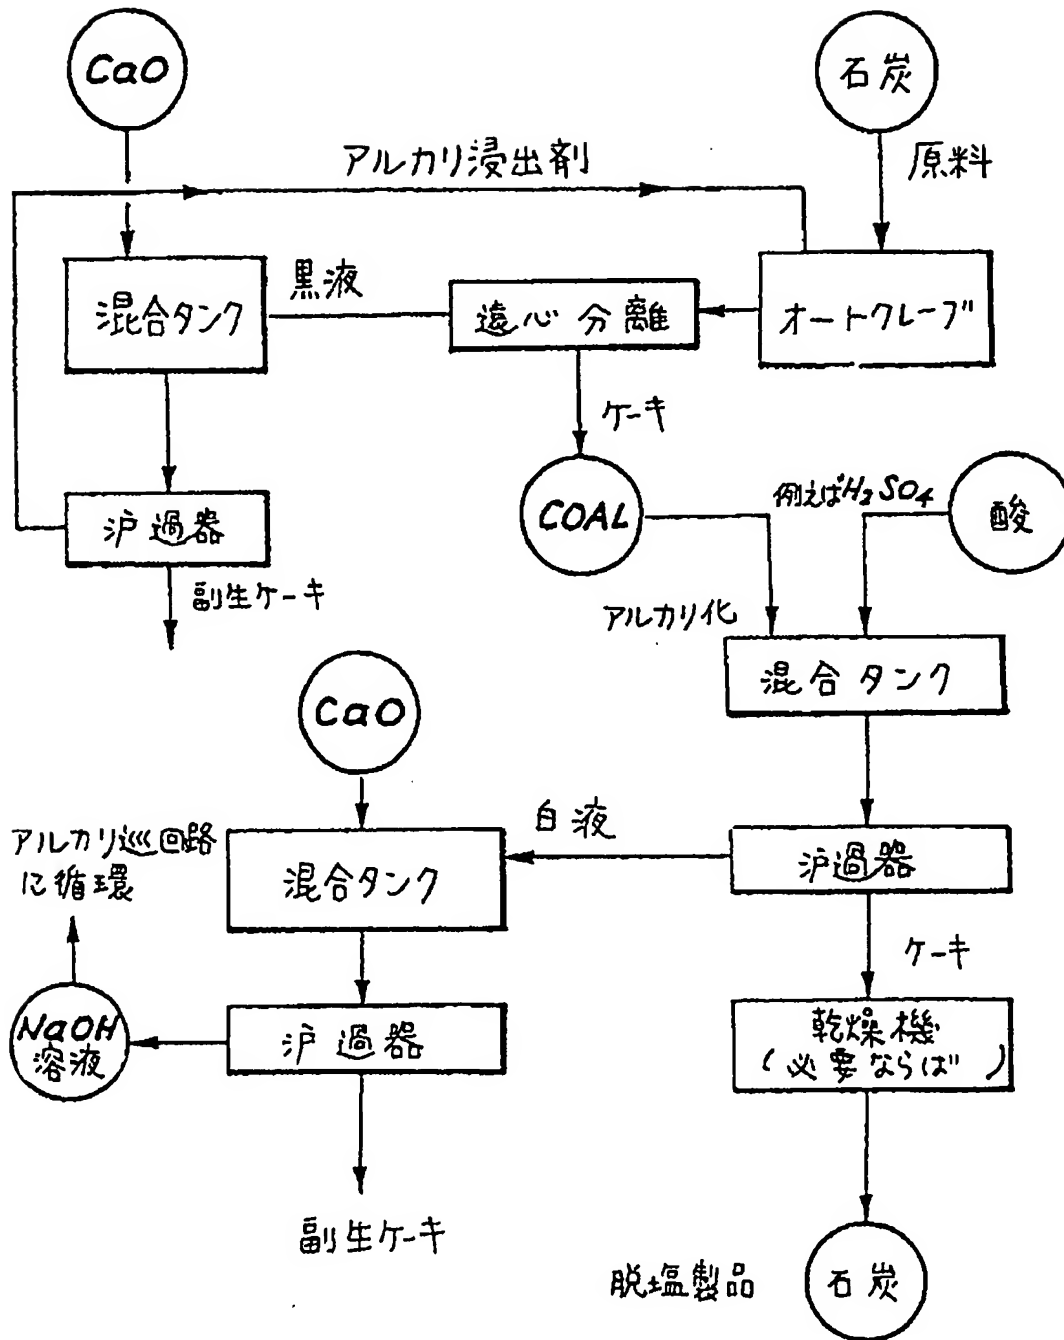 CaO
石炭
アルカリ浸出剤
原料
混合タンク
黒液
遠心分離
オートクレーブ
ケーキ
沪過器
COAL
例えばH₂SO₄
酸
副生ケーキ
アルカリ化
混合タンク
CaO
アルカリ巡回路
に循環
混合タンク
白液
沪過器
ケーキ
NaOH
溶液
沪過器
乾燥機
(必要ならば)
副生ケーキ
脱塩製品
石炭